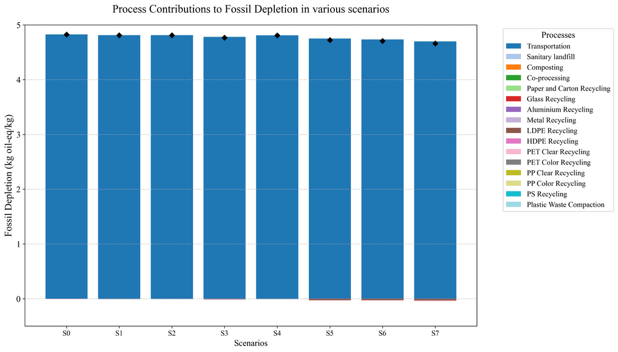 Process Contributions to Fossil Depletion in various scenarios
Fossil Depletion (kg oil-eq/kg)
5
4
3
2
1
0
S0 S1 S2 S3 S4 S5 S6 S7
Scenarios
Processes
Transportation
Sanitary landfill
Composting
Co-processing
Paper and Carton Recycling
Glass Recycling
Aluminium Recycling
Metal Recycling
LDPE Recycling
HDPE Recycling
PET Clear Recycling
PET Color Recycling
PP Clear Recycling
PP Color Recycling
PS Recycling
Plastic Waste Compaction